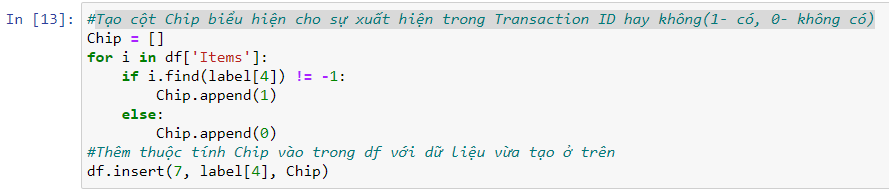 In [13]: #Tạo cột Chip biểu hiện cho sự xuất hiện trong Transaction ID hay không(1- có, 0- không có)
Chip = []
for i in df['Items']:
    if i.find(label[4]) != -1:
        Chip.append(1)
    else:
        Chip.append(0)
#Thêm thuộc tính Chip vào trong df với dữ liệu vừa tạo ở trên
df.insert(7, label[4], Chip)